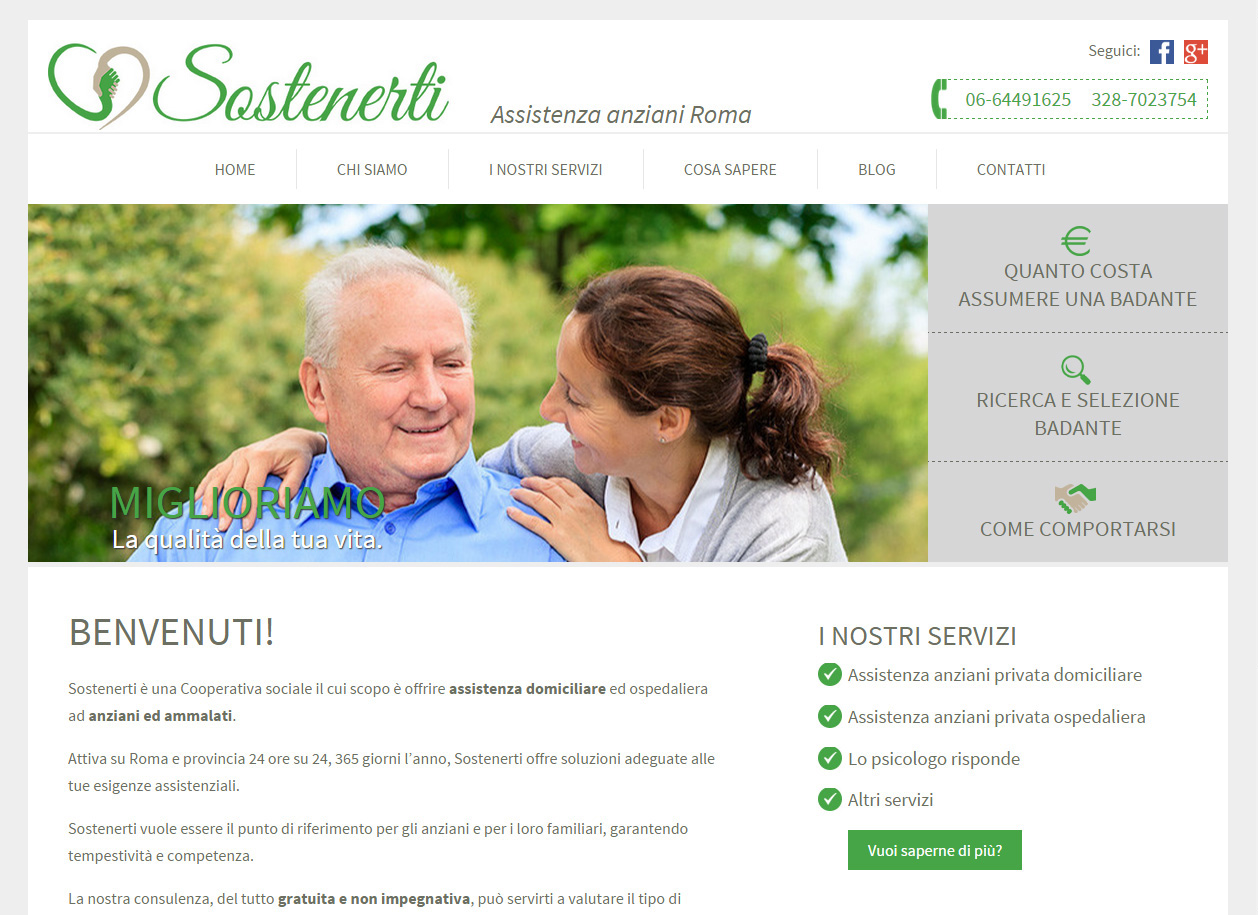 Sostenerti
Assistenza anziani Roma
Seguici:
f
g+
06-64491625 328-7023754
HOME
CHI SIAMO
I NOSTRI SERVIZI
COSA SAPERE
BLOG
CONTATTI
MIGLIORIAMO
La qualità della tua vita.
€
QUANTO COSTA
ASSUMERE UNA BADANTE
RICERCA E SELEZIONE
BADANTE
COME COMPORTARSI
BENVENUTI!
Sostenerti è una Cooperativa sociale il cui scopo è offrire assistenza domiciliare ed ospedaliera
ad anziani ed ammalati.
Attiva su Roma e provincia 24 ore su 24, 365 giorni l’anno, Sostenerti offre soluzioni adeguate alle
tue esigenze assistenziali.
Sostenerti vuole essere il punto di riferimento per gli anziani e per i loro familiari, garantendo
tempestività e competenza.
La nostra consulenza, del tutto gratuita e non impegnativa, può servirti a valutare il tipo di
I NOSTRI SERVIZI
Assistenza anziani privata domiciliare
Assistenza anziani privata ospedaliera
Lo psicologo risponde
Altri servizi
Vuoi saperne di più?